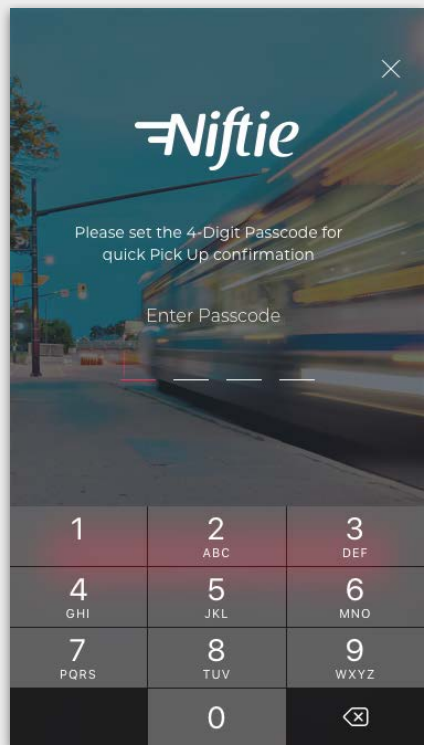 Niftie
Please set the 4-Digit Passcode for
quick Pick Up confirmation
Enter Passcode
1
2
ABC
3
DEF
4
GHI
5
JKL
6
MNO
7
PQRS
8
TUV
9
WXYZ
0